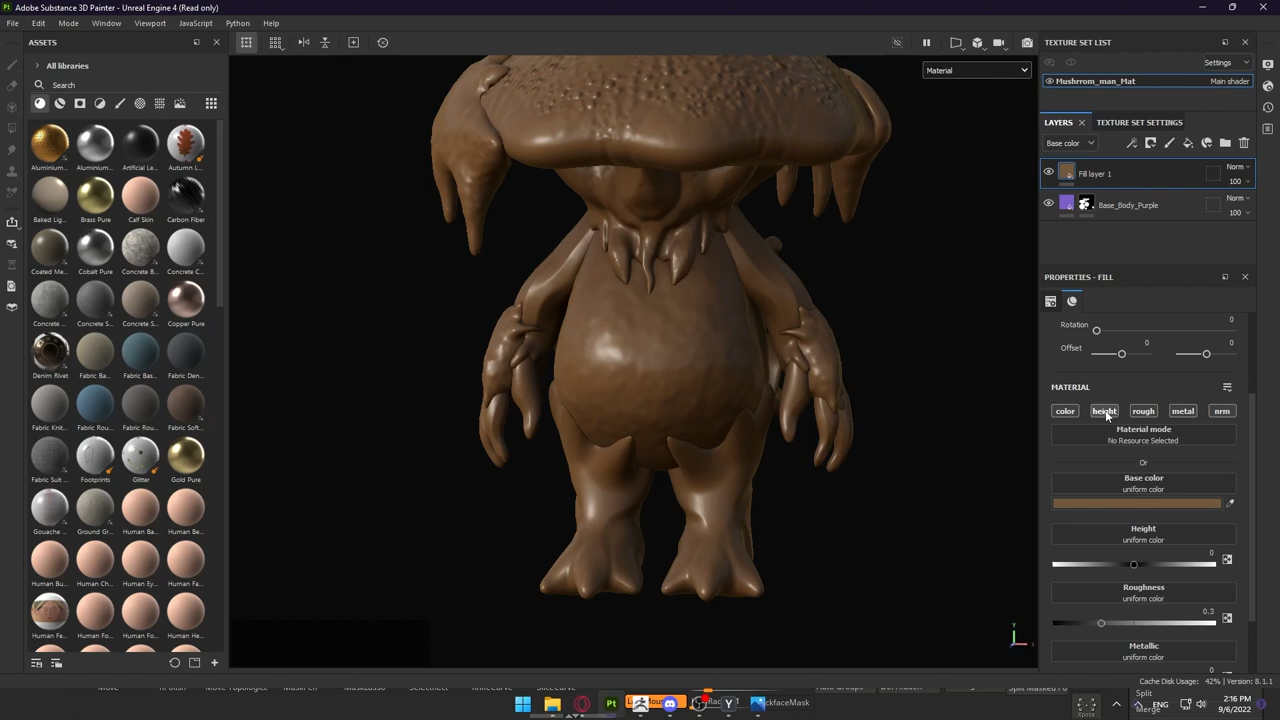 Adobe Substance 3D Painter - Unreal Engine 4 (Read only)
File Edit Mode Window Viewport JavaScript Python Help
ASSETS
All libraries
Search
Aluminium... Aluminium... Artificial Le... Autumn L...
Baked Lig... Brass Pure Calf Skin Carbon Fiber
Coated Me... Cobalt Pure Concrete B... Concrete C...
Concrete ... Concrete S... Concrete S... Copper Pure
Denim Rivet Fabric Ba... Fabric Bas... Fabric Den...
Fabric Knit... Fabric Rou... Fabric Rou... Fabric Soft...
Fabric Suit ... Footprints Glitter Gold Pure
Gouache ... Ground Gr... Human Ba... Human Be...
Human Bu... Human Ch... Human Ey... Human Fa...
Human Fe... Human Fo... Human Fo... Human He...
Material
Y
TEXTURE SET LIST
Settings
Mushrrom_man_Mat Main shader
LAYERS TEXTURE SET SETTINGS
Base color
Fill layer 1 Norm
100
Base_Body_Purple Norm
100
PROPERTIES - FILL
Rotation 0
Offset 0 0
MATERIAL
color height rough metal nrm
Material mode
No Resource Selected
Or
Base color
uniform color
Height
uniform color
0
Roughness
uniform color
0.3
Metallic
uniform color
0
Cache Disk Usage: 42% | Version: 8.1.1
Split
Merge
Xpose
ENG
2:16 PM
9/6/2022